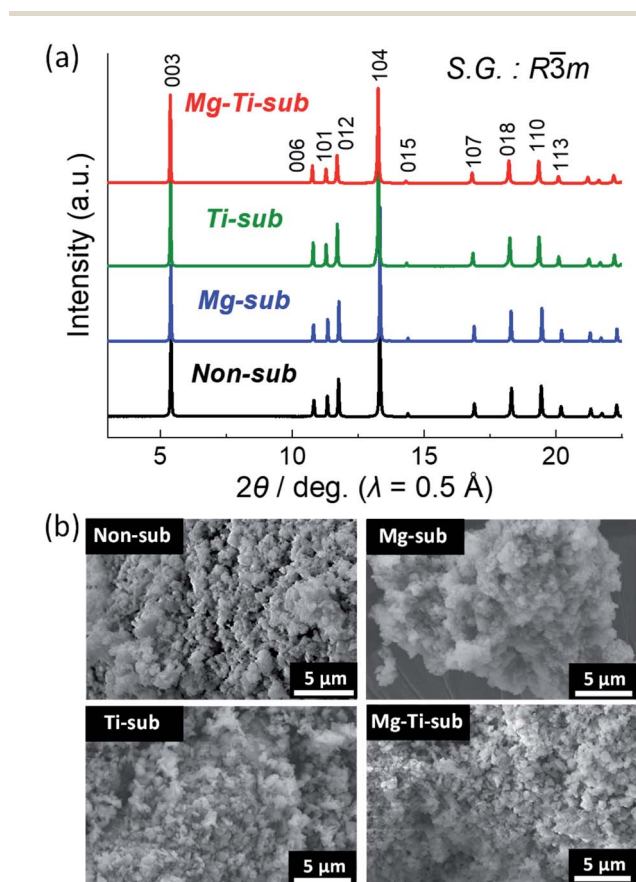 (a)
S.G. : R3̅m
003
Mg-Ti-sub
006
101
012
104
015
107
018
110
113
Ti-sub
Mg-sub
Non-sub
Intensity (a.u.)
5
10
15
20
2θ / deg. (λ = 0.5 Å)
(b)
Non-sub
5 μm
Mg-sub
5 μm
Ti-sub
5 μm
Mg-Ti-sub
5 μm